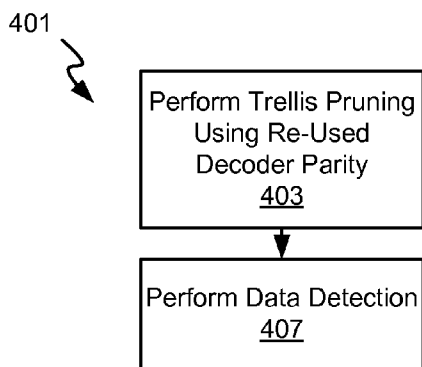 401
Perform Trellis Pruning
Using Re-Used
Decoder Parity
403
Perform Data Detection
407